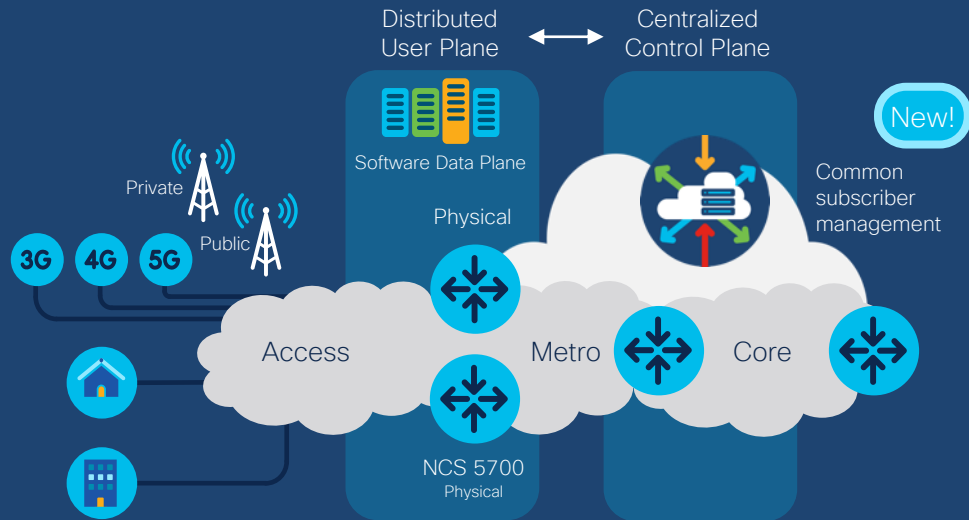 Distributed
User Plane
Centralized
Control Plane
New!
Software Data Plane
Common
subscriber
management
Private
Public
Physical
3G
4G
5G
Access
Metro
Core
NCS 5700
Physical